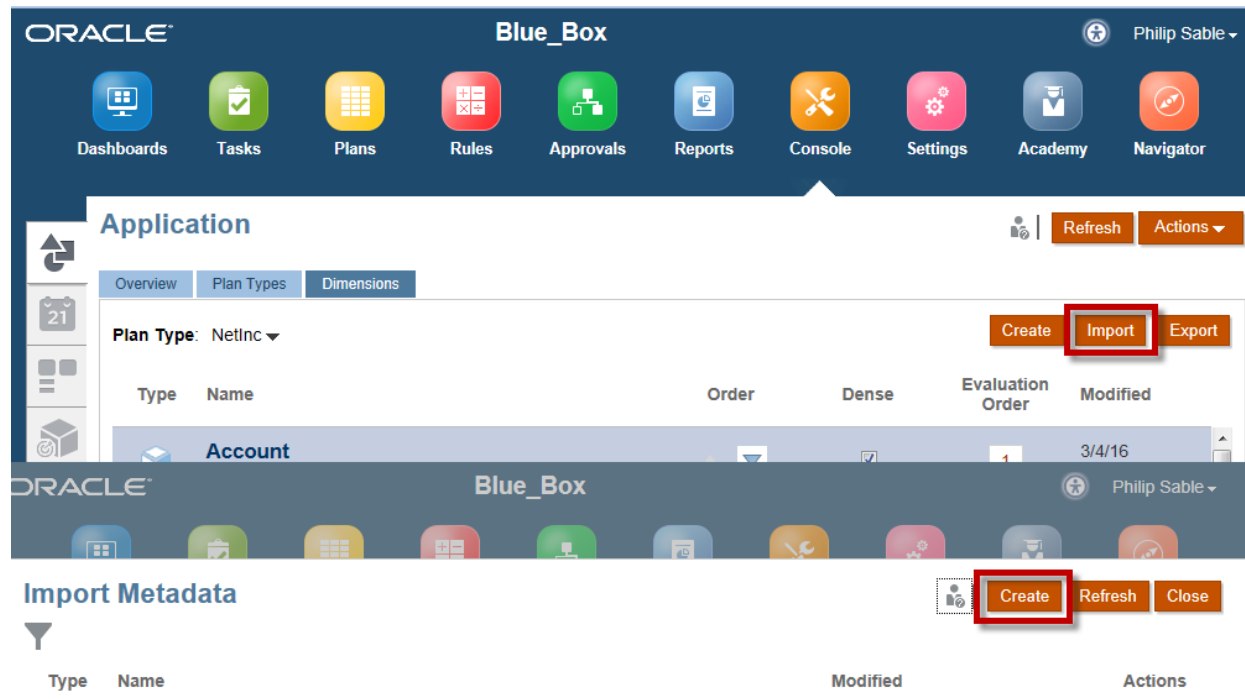 ORACLE Blue_Box Philip Sable
Dashboards Tasks Plans Rules Approvals Reports Console Settings Academy Navigator
Application Refresh Actions
Overview Plan Types Dimensions
21
Plan Type: NetInc Create Import Export
Type Name Order Dense Evaluation Order Modified
Account 1 3/4/16
ORACLE Blue_Box Philip Sable
Import Metadata Create Refresh Close
Type Name Modified Actions